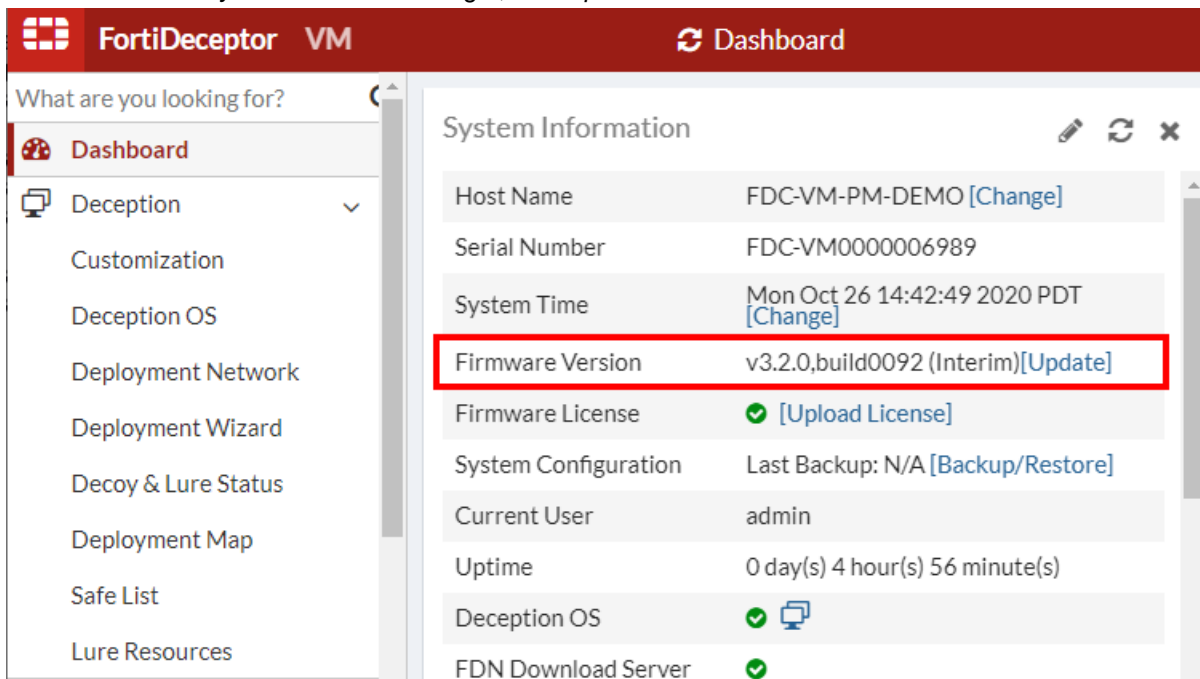 FortiDeceptor VM
Dashboard
What are you looking for?
Dashboard
Deception
Customization
Deception OS
Deployment Network
Deployment Wizard
Decoy & Lure Status
Deployment Map
Safe List
Lure Resources
System Information
Host Name FDC-VM-PM-DEMO [Change]
Serial Number FDC-VM0000006989
System Time Mon Oct 26 14:42:49 2020 PDT
[Change]
Firmware Version v3.2.0,build0092 (Interim)[Update]
Firmware License [Upload License]
System Configuration Last Backup: N/A [Backup/Restore]
Current User admin
Uptime 0 day(s) 4 hour(s) 56 minute(s)
Deception OS
FDN Download Server